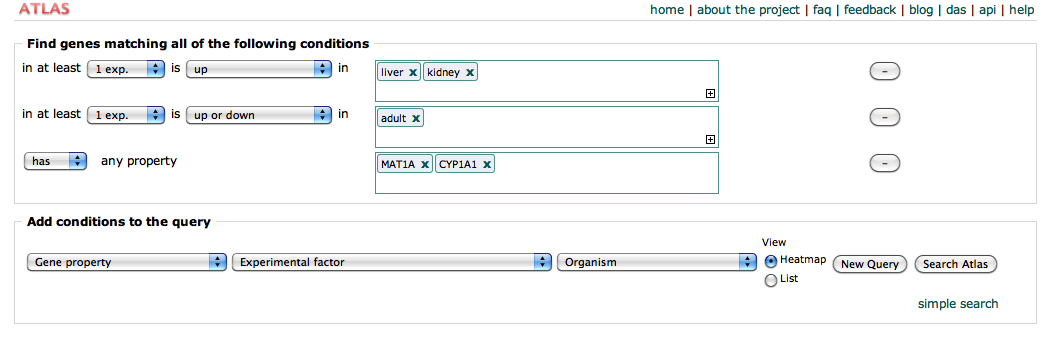 ATLAS
home | about the project | faq | feedback | blog | das | api | help
Find genes matching all of the following conditions
in at least 1 exp. is up in liver x kidney x -
in at least 1 exp. is up or down in adult x -
has any property MAT1A x CYP1A1 x -
Add conditions to the query
View
Gene property Experimental factor Organism Heatmap New Query Search Atlas
List
simple search